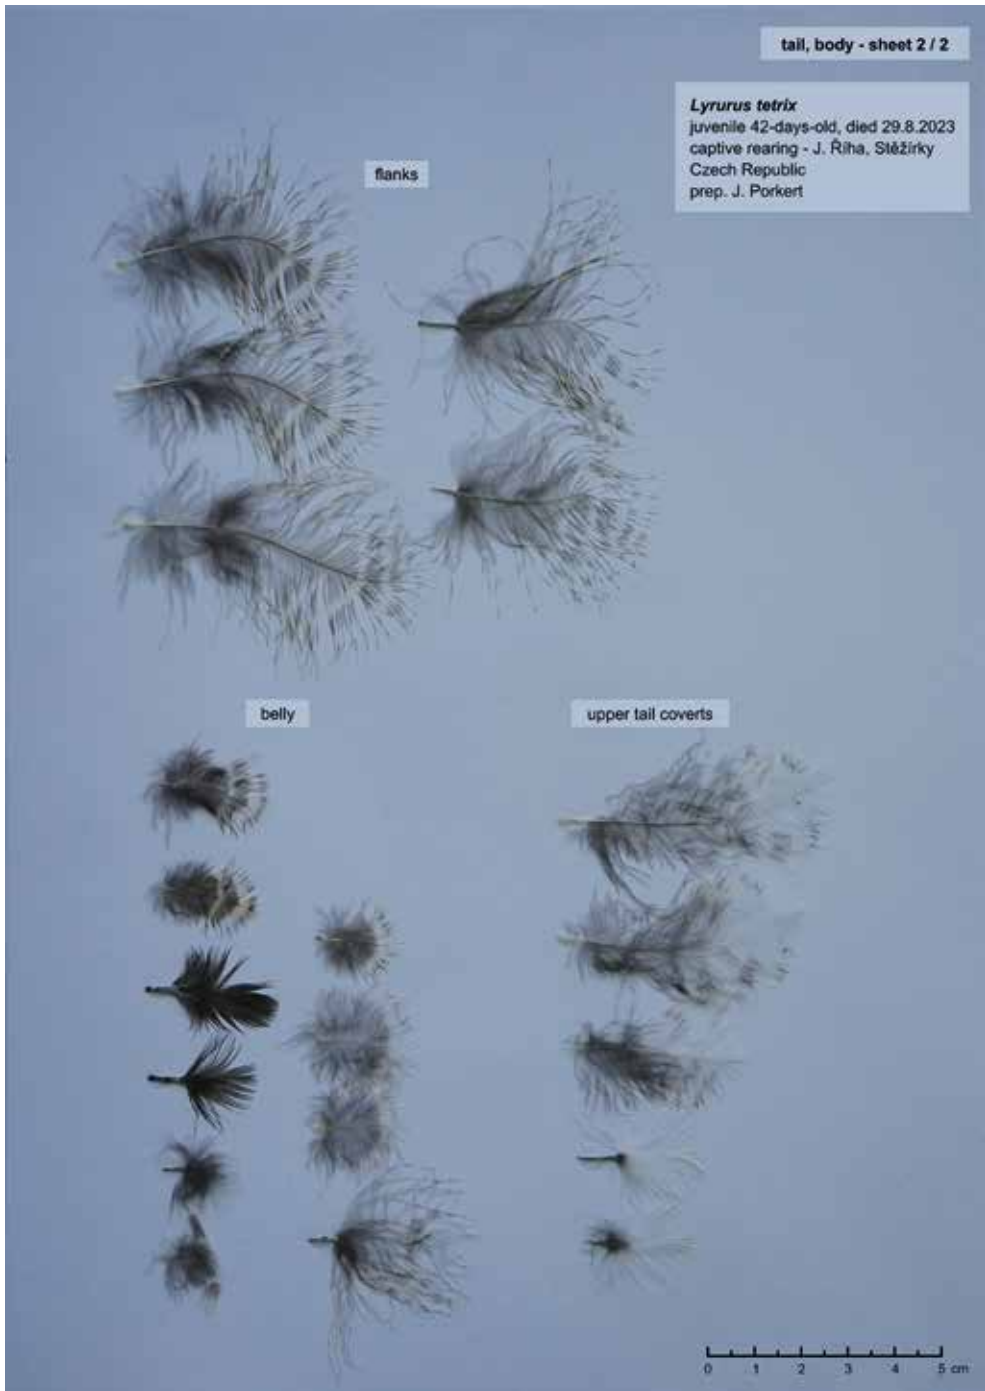 tail, body - sheet 2 / 2
Lyrurus tetrix
juvenile 42-days-old, died 29.8.2023
captive rearing - J. Říha, Stěžírky
Czech Republic
prep. J. Porkert
flanks
belly
upper tail coverts
0 1 2 3 4 5 cm